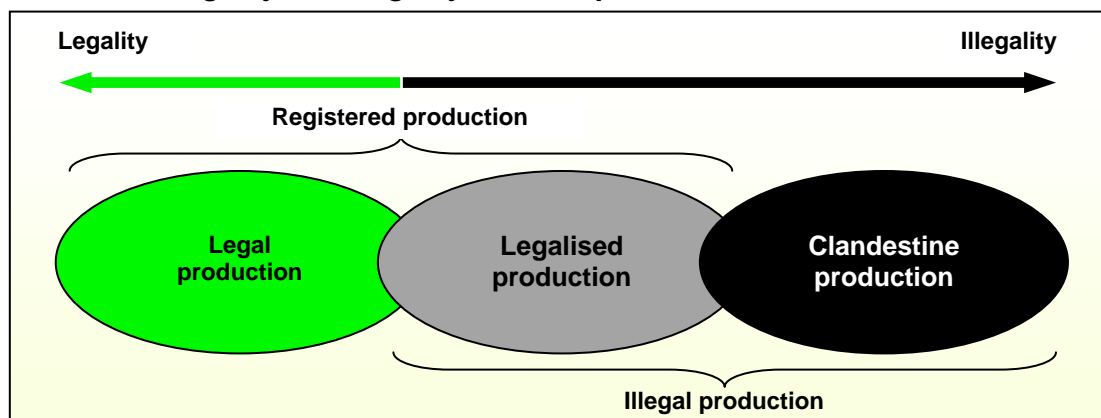 Legality Illegality
Registered production
Legal
production
Legalised
production
Clandestine
production
Illegal production